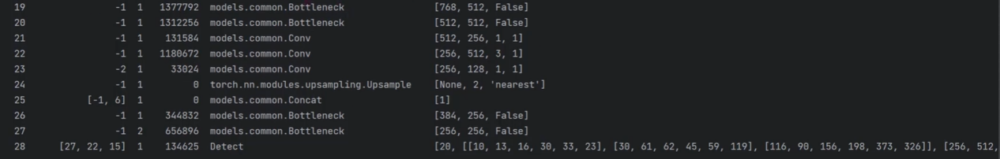 19 -1 1 1377792 models.common.Bottleneck [768, 512, False]
20 -1 1 1312256 models.common.Bottleneck [512, 512, False]
21 -1 1 131584 models.common.Conv [512, 256, 1, 1]
22 -1 1 1180672 models.common.Conv [256, 512, 3, 1]
23 -2 1 33024 models.common.Conv [256, 128, 1, 1]
24 -1 1 0 torch.nn.modules.upsampling.Upsample [None, 2, 'nearest']
25 [-1, 6] 1 0 models.common.Concat [1]
26 -1 1 344832 models.common.Bottleneck [384, 256, False]
27 -1 2 656896 models.common.Bottleneck [256, 256, False]
28 [27, 22, 15] 1 134625 Detect [20, [[10, 13, 16, 30, 33, 23], [30, 61, 62, 45, 59, 119], [116, 90, 156, 198, 373, 326]], [256, 512,